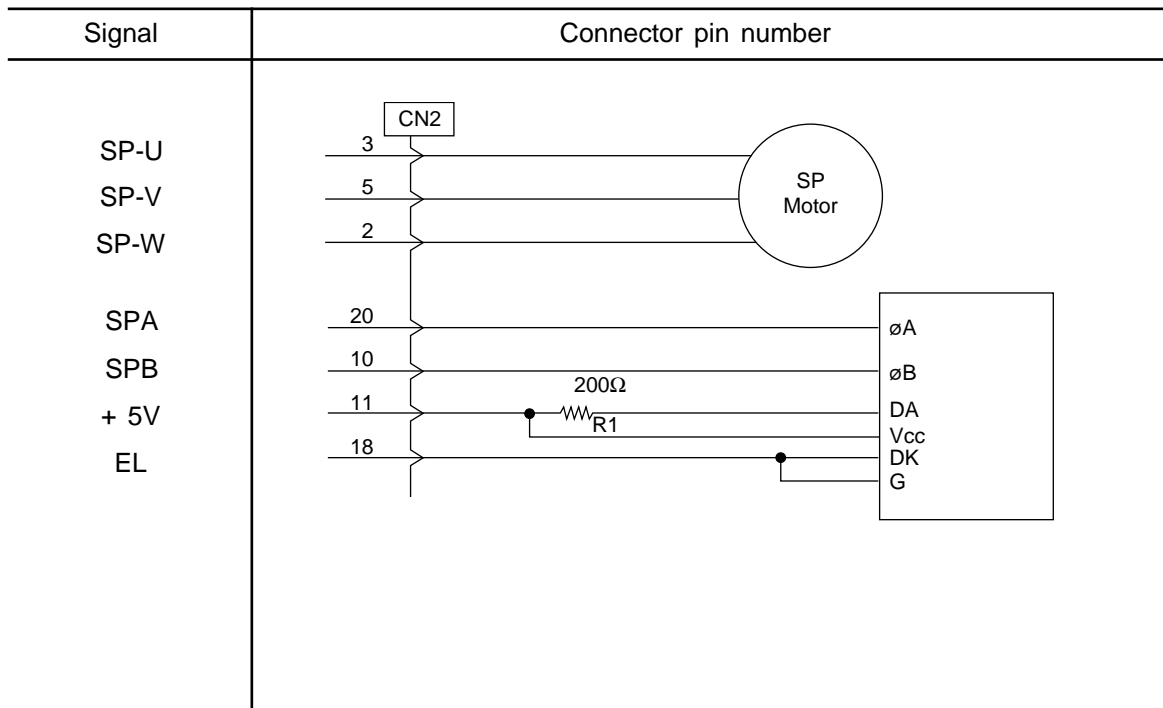 Signal Connector pin number
CN2
SP-U 3
SP-V 5 SP
Motor
SP-W 2
SPA 20 øA
SPB 10 øB
200Ω
+ 5V 11 DA
R1
Vcc
EL 18 DK
G